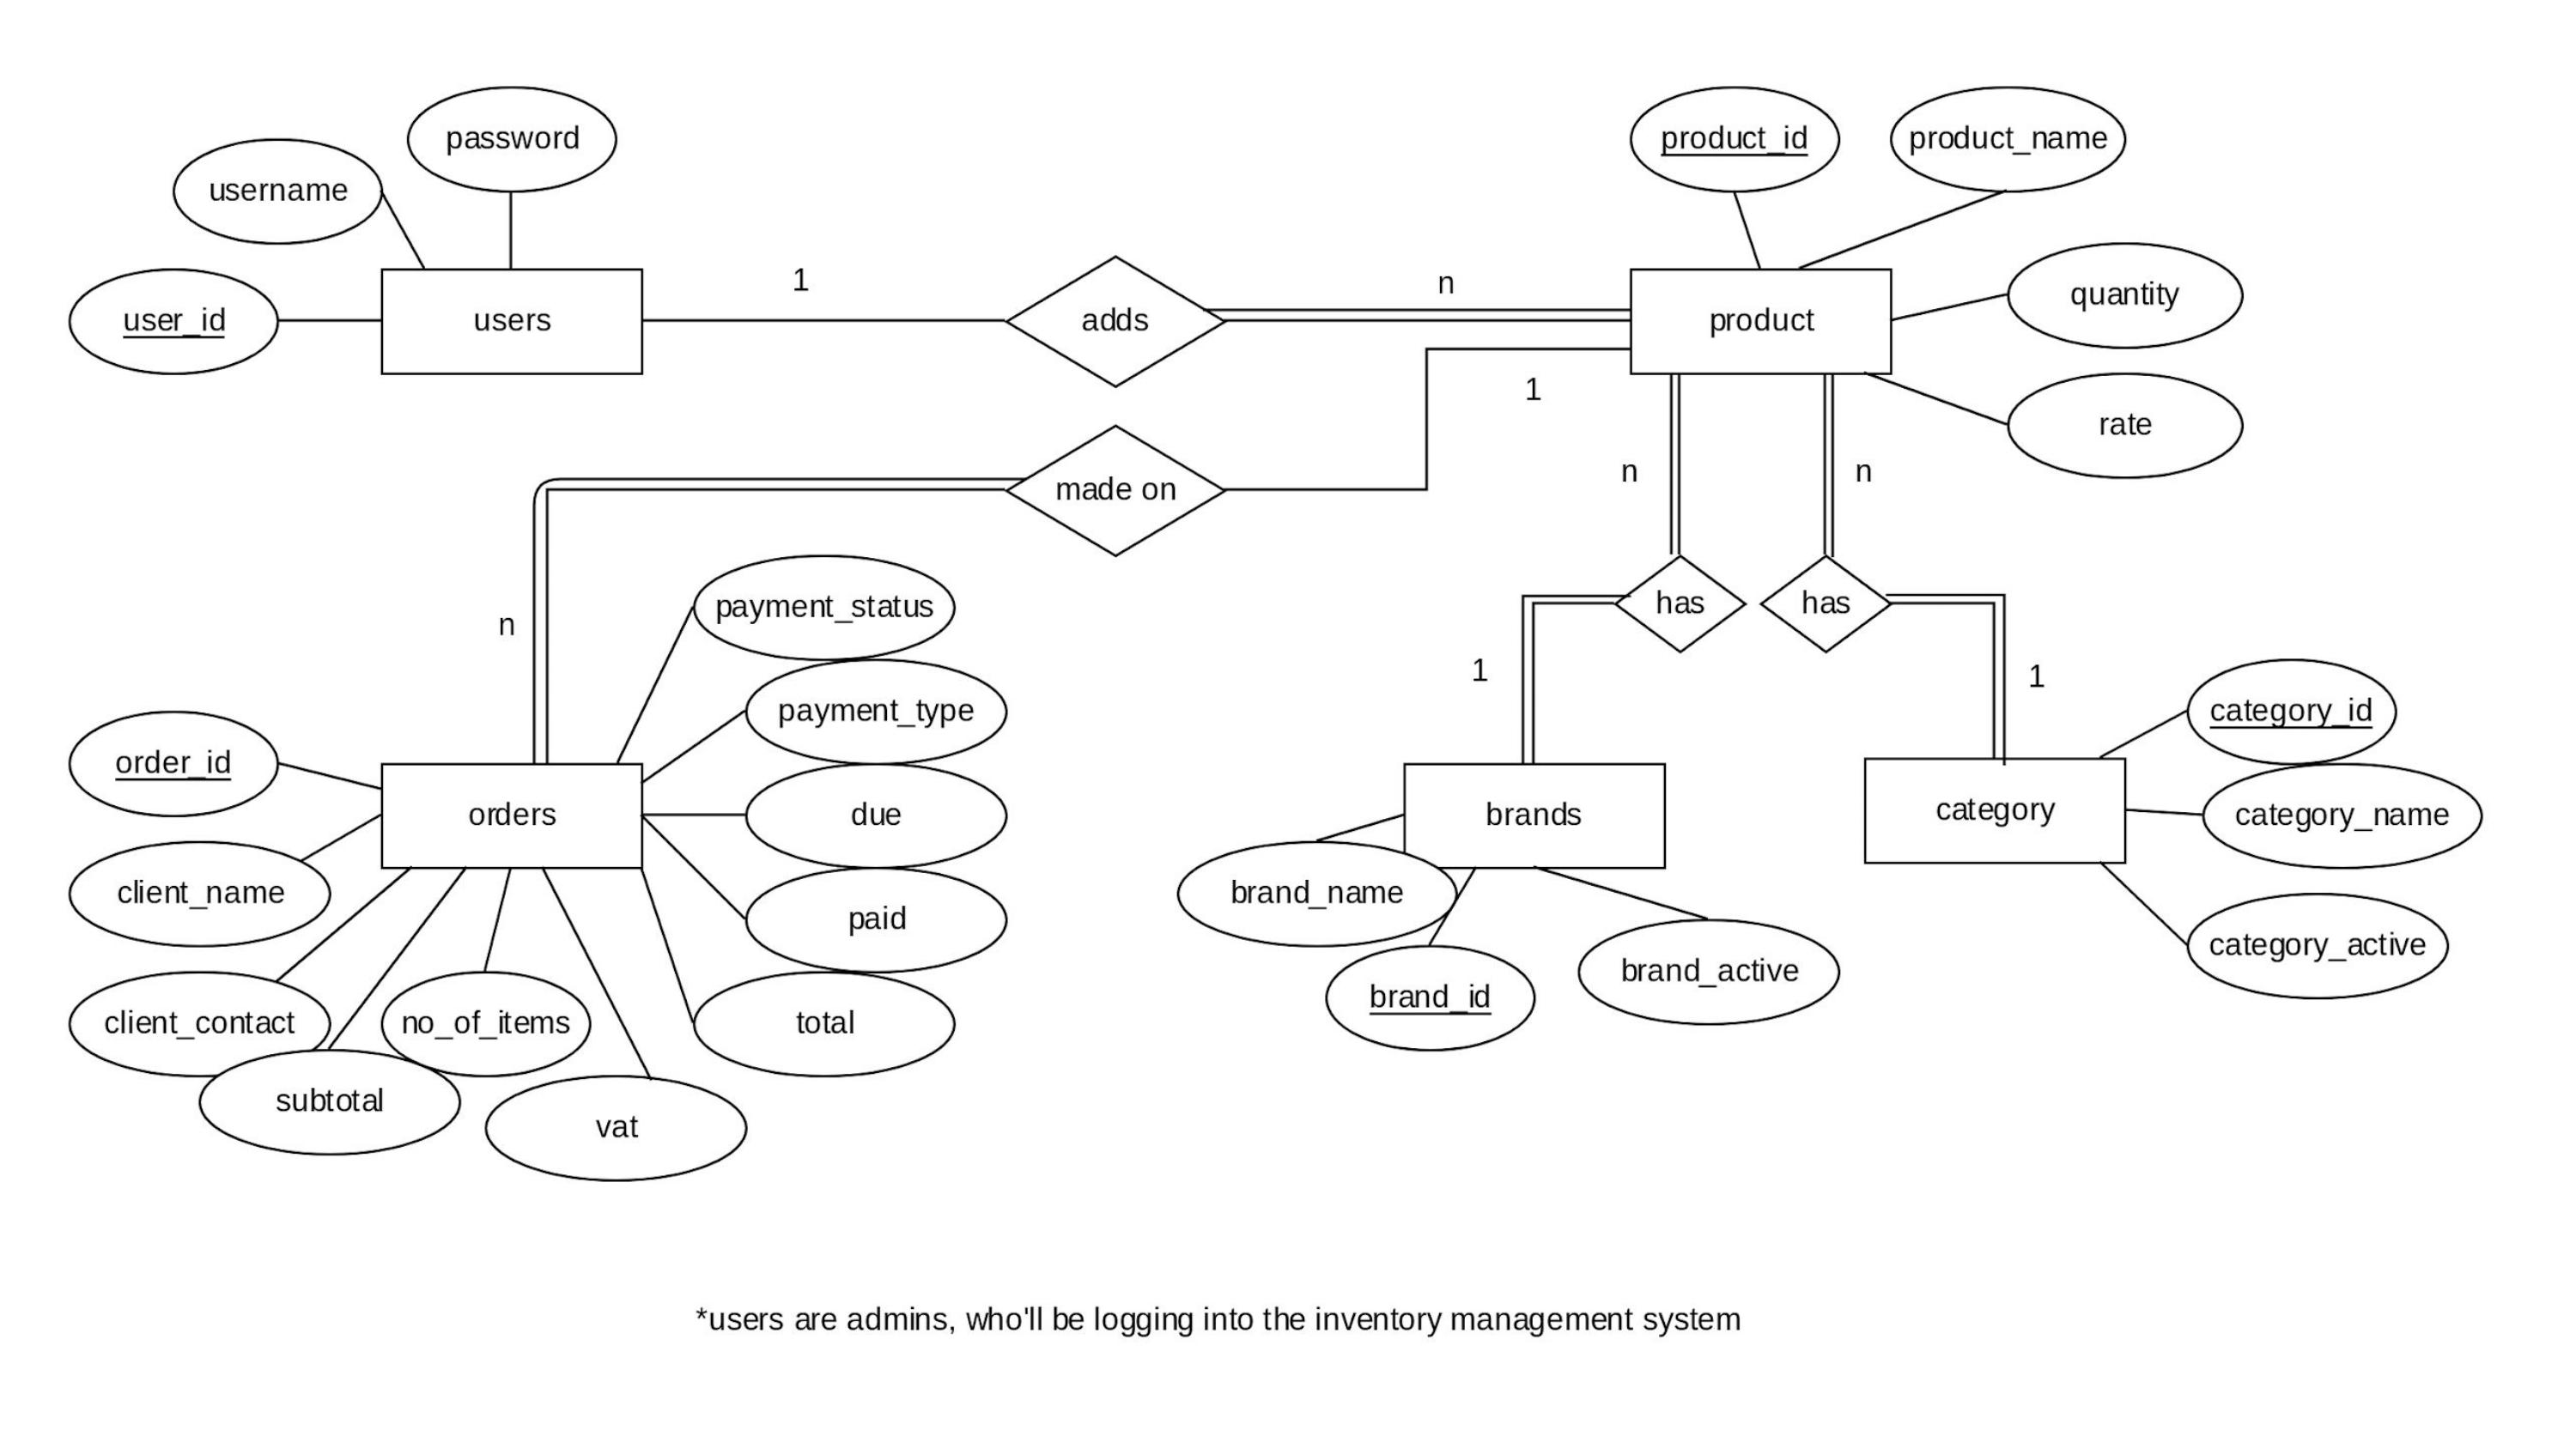 password
product_id
product_name
username
quantity
1
n
user_id
users
adds
product
1
rate
n
n
made on
has
has
payment_status
n
1
1
payment_type
category_id
order_id
orders
due
brands
category
category_name
client_name
paid
brand_name
category_active
brand_active
brand_id
client_contact
no_of_items
total
subtotal
vat
*users are admins, who'll be logging into the inventory management system